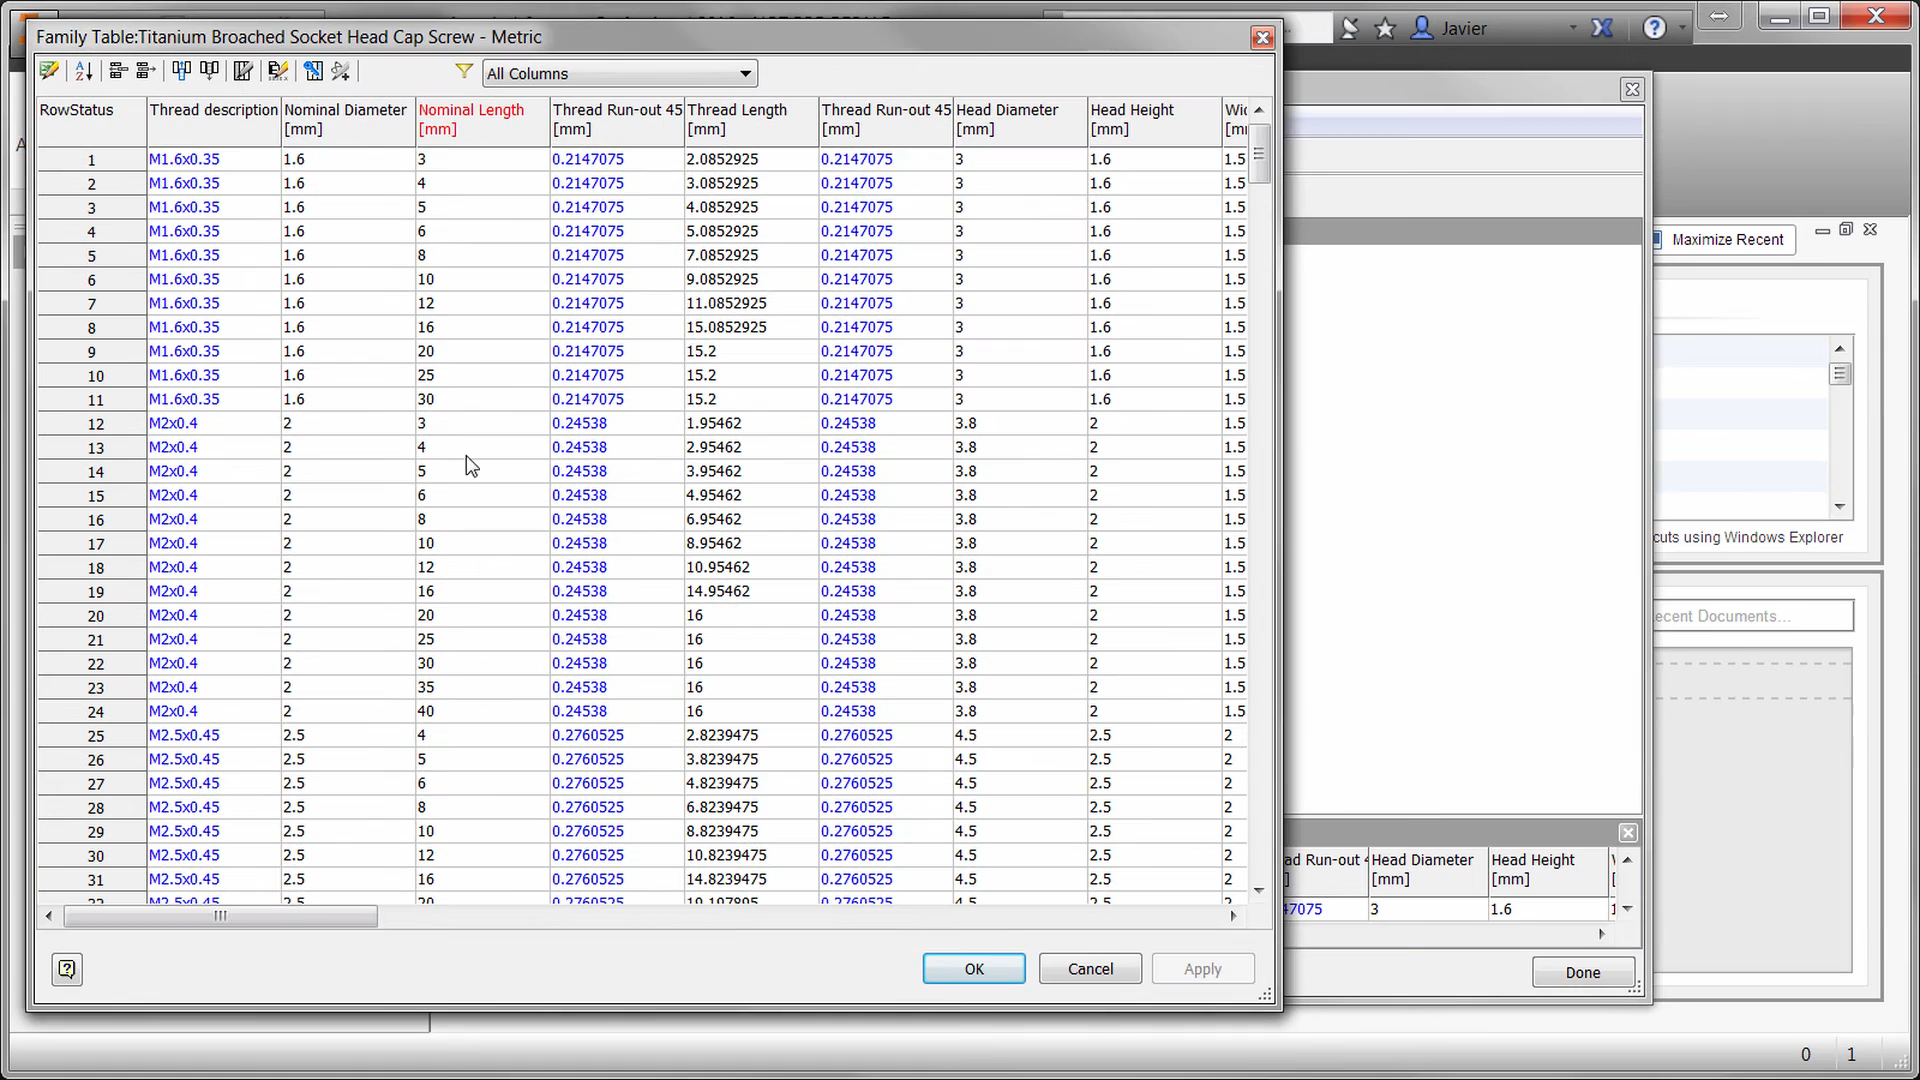 Javier
Family Table:Titanium Broached Socket Head Cap Screw - Metric
All Columns
RowStatus Thread description Nominal Diameter [mm] Nominal Length [mm] Thread Run-out 45 [mm] Thread Length [mm] Thread Run-out 45 [mm] Head Diameter [mm] Head Height [mm]
1 M1.6x0.35 1.6 3 0.2147075 2.0852925 0.2147075 3 1.6 1.5
2 M1.6x0.35 1.6 4 0.2147075 3.0852925 0.2147075 3 1.6 1.5
3 M1.6x0.35 1.6 5 0.2147075 4.0852925 0.2147075 3 1.6 1.5
4 M1.6x0.35 1.6 6 0.2147075 5.0852925 0.2147075 3 1.6 1.5
5 M1.6x0.35 1.6 8 0.2147075 7.0852925 0.2147075 3 1.6 1.5
6 M1.6x0.35 1.6 10 0.2147075 9.0852925 0.2147075 3 1.6 1.5
7 M1.6x0.35 1.6 12 0.2147075 11.0852925 0.2147075 3 1.6 1.5
8 M1.6x0.35 1.6 16 0.2147075 15.0852925 0.2147075 3 1.6 1.5
9 M1.6x0.35 1.6 20 0.2147075 15.2 0.2147075 3 1.6 1.5
10 M1.6x0.35 1.6 25 0.2147075 15.2 0.2147075 3 1.6 1.5
11 M1.6x0.35 1.6 30 0.2147075 15.2 0.2147075 3 1.6 1.5
12 M2x0.4 2 3 0.24538 1.95462 0.24538 3.8 2 1.5
13 M2x0.4 2 4 0.24538 2.95462 0.24538 3.8 2 1.5
14 M2x0.4 2 5 0.24538 3.95462 0.24538 3.8 2 1.5
15 M2x0.4 2 6 0.24538 4.95462 0.24538 3.8 2 1.5
16 M2x0.4 2 8 0.24538 6.95462 0.24538 3.8 2 1.5
17 M2x0.4 2 10 0.24538 8.95462 0.24538 3.8 2 1.5
18 M2x0.4 2 12 0.24538 10.95462 0.24538 3.8 2 1.5
19 M2x0.4 2 16 0.24538 14.95462 0.24538 3.8 2 1.5
20 M2x0.4 2 20 0.24538 16 0.24538 3.8 2 1.5
21 M2x0.4 2 25 0.24538 16 0.24538 3.8 2 1.5
22 M2x0.4 2 30 0.24538 16 0.24538 3.8 2 1.5
23 M2x0.4 2 35 0.24538 16 0.24538 3.8 2 1.5
24 M2x0.4 2 40 0.24538 16 0.24538 3.8 2 1.5
25 M2.5x0.45 2.5 4 0.2760525 2.8239475 0.2760525 4.5 2.5 2
26 M2.5x0.45 2.5 5 0.2760525 3.8239475 0.2760525 4.5 2.5 2
27 M2.5x0.45 2.5 6 0.2760525 4.8239475 0.2760525 4.5 2.5 2
28 M2.5x0.45 2.5 8 0.2760525 6.8239475 0.2760525 4.5 2.5 2
29 M2.5x0.45 2.5 10 0.2760525 8.8239475 0.2760525 4.5 2.5 2
30 M2.5x0.45 2.5 12 0.2760525 10.8239475 0.2760525 4.5 2.5 2
31 M2.5x0.45 2.5 16 0.2760525 14.8239475 0.2760525 4.5 2.5 2
OK Cancel Apply
Maximize Recent
cuts using Windows Explorer
ecent Documents...
ad Run-out Head Diameter [mm] Head Height [mm]
7075 3 1.6
Done
0 1